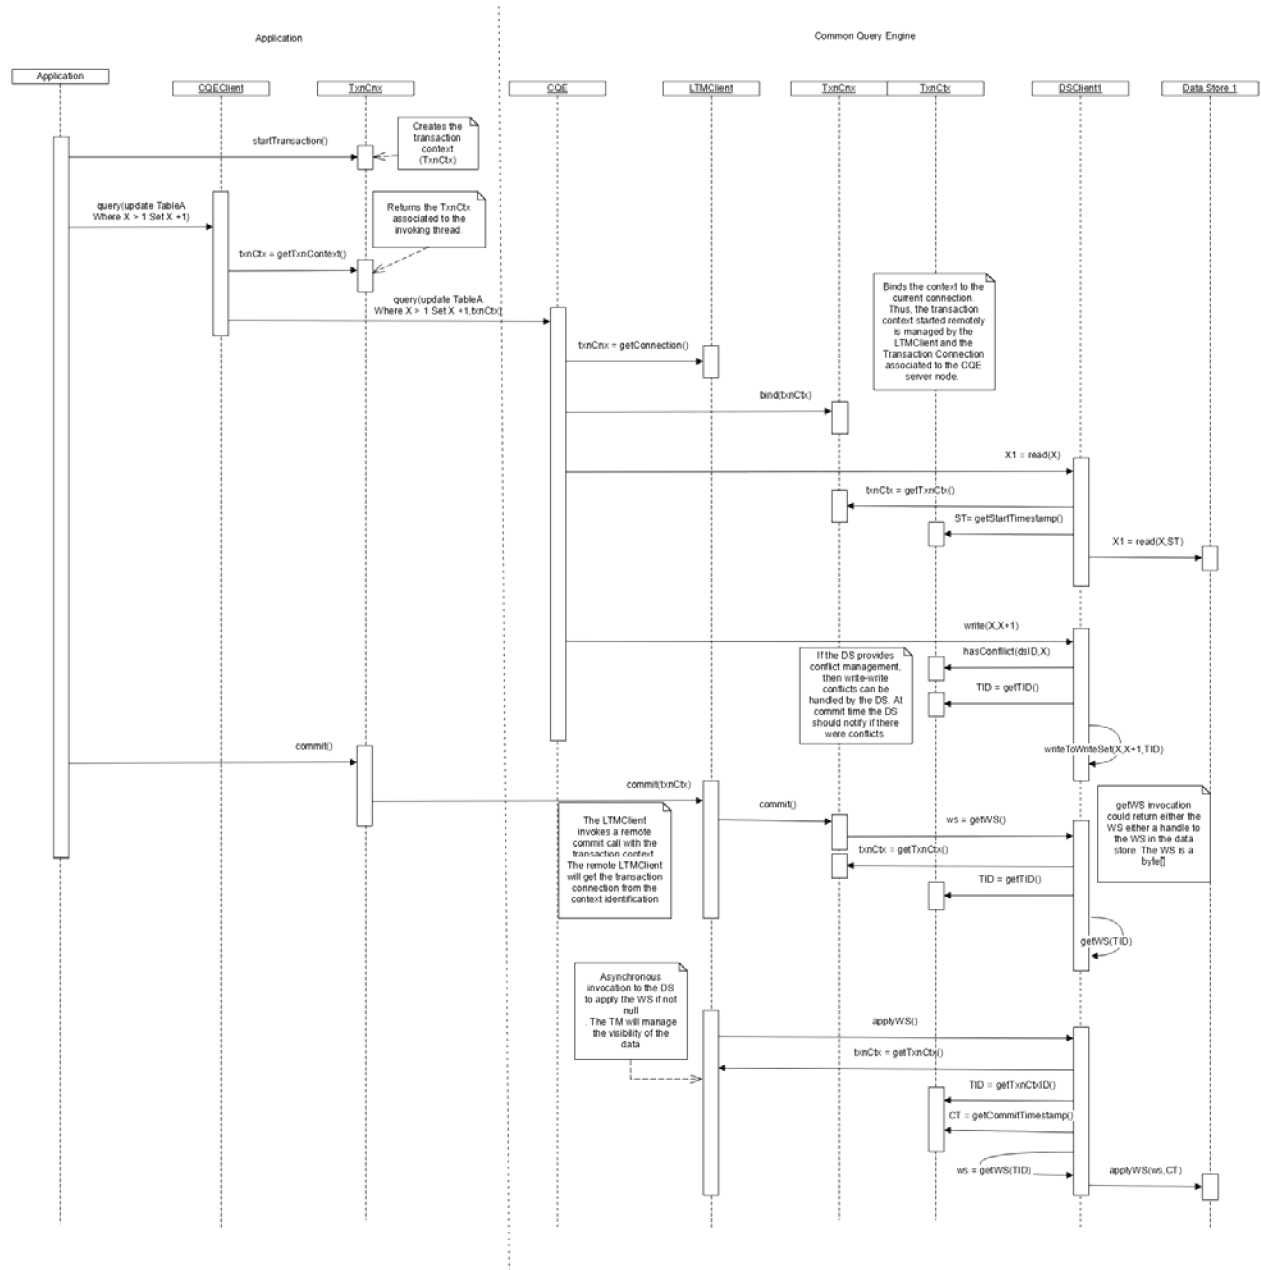 Application
Common Query Engine
Application
CQEClient
TxnCnx
CQE
LTMClient
TxnCnx
TxnCtx
DSClient1
Data Store 1
startTransaction()
Creates the
transaction
context
(TxnCtx)
query(update TableA
Where X > 1 Set X +1)
Returns the TxnCtx
associated to the
invoking thread.
txnCtx = getTxnContext()
query(update TableA
Where X > 1 Set X +1,txnCtx)
Binds the context to the
current connection.
Thus, the transaction
context started remotely
is managed by the
LTMClient and the
Transaction Connection
associated to the CQE
server node.
txnCnx = getConnection()
bind(txnCtx)
X1 = read(X)
txnCtx = getTxnCtx()
ST= getStartTimestamp()
X1 = read(X,ST)
write(X,X+1)
If the DS provides
conflict management,
then write-write
conflicts can be
handled by the DS. At
commit time the DS
should notify if there
were conflicts
hasConfllict(dsID,X)
TID = getTID()
writeToWriteSet(X,X+1,TID)
commit()
commit(txnCtx)
The LTMClient
invokes a remote
commit call with the
transaction context
The remote LTMClient
will get the transaction
connection from the
context identification
commit()
ws = getWS()
getWS invocation
could return either the
WS either a handle to
the WS in the data
store. The WS is a
byte[]
txnCtx = getTxnCtx()
TID = getTID()
getWS(TID)
Asynchronous
invocation to the DS
to apply the WS if not
null
. The TM will manage
the visibility of the
data
applyWS()
txnCtx = getTxnCtx()
TID = getTxnCtxID()
CT = getCommitTimestamp()
ws = getWS(TID)
applyWS(ws,CT)